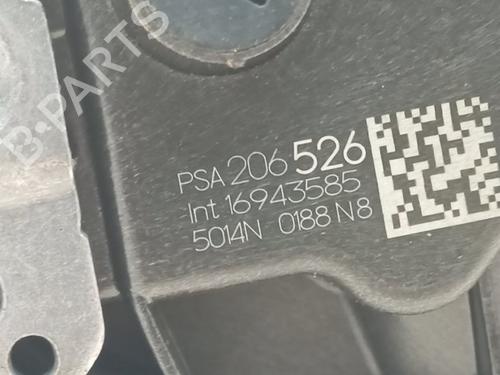 B-PARTS
PSA 206 526
Int 16943585
5014N 0188 N8